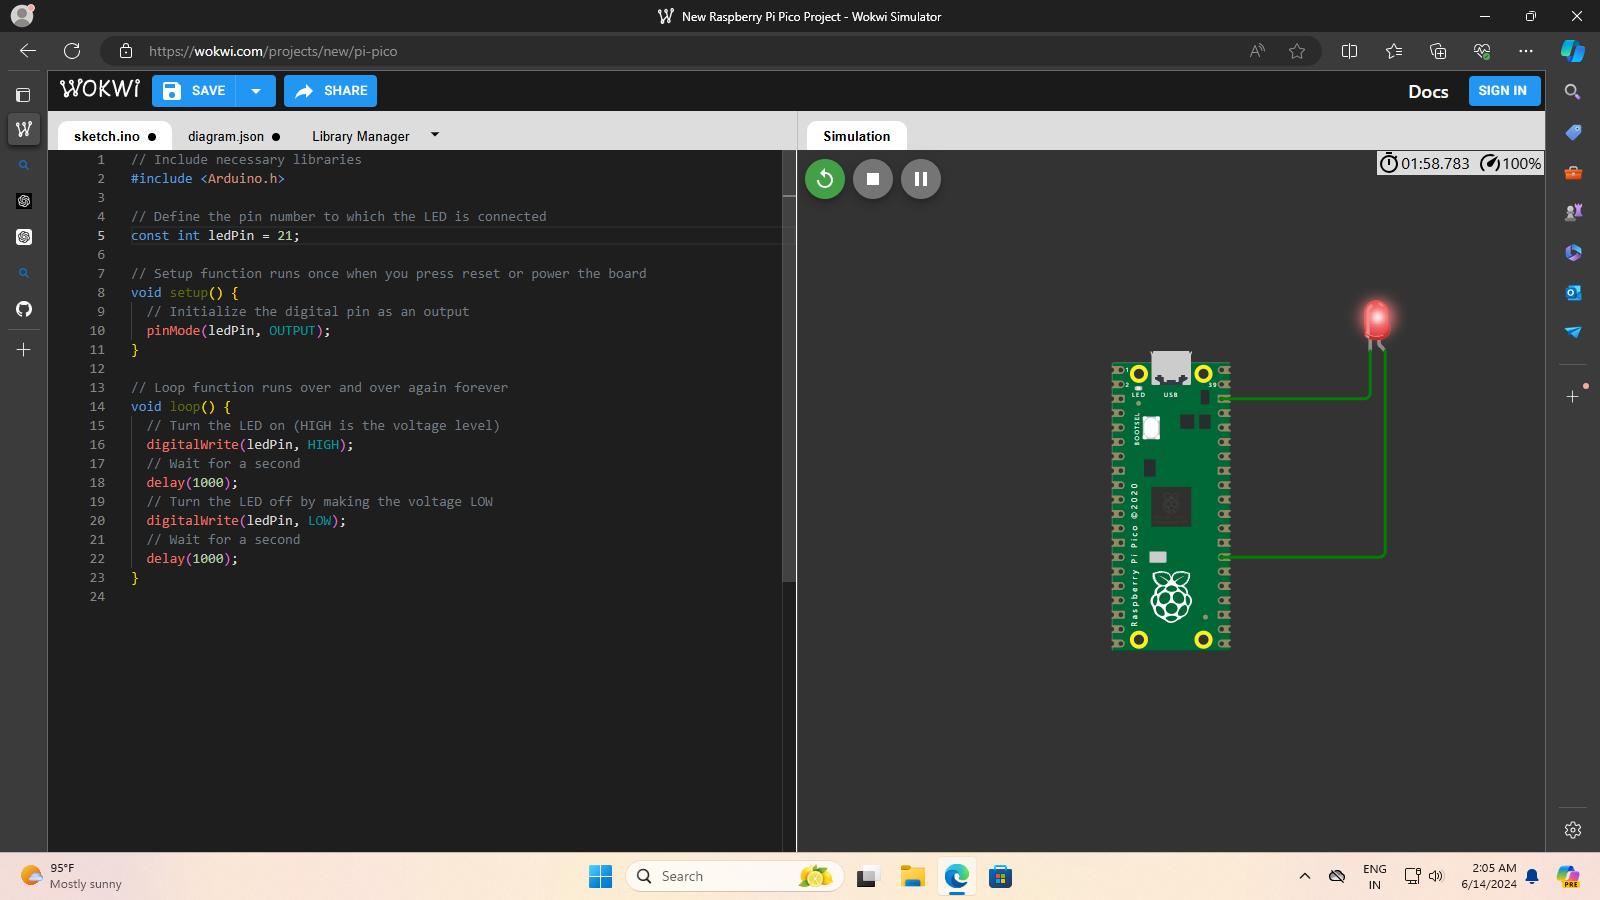 New Raspberry Pi Pico Project - Wokwi Simulator
https://wokwi.com/projects/new/pi-pico
WOKWi SAVE SHARE Docs SIGN IN
sketch.ino diagram.json Library Manager Simulation
01:58.783 100%
1 // Include necessary libraries
2 #include <Arduino.h>
3
4 // Define the pin number to which the LED is connected
5 const int ledPin = 21;
6
7 // Setup function runs once when you press reset or power the board
8 void setup() {
9 // Initialize the digital pin as an output
10 pinMode(ledPin, OUTPUT);
11 }
12
13 // Loop function runs over and over again forever
14 void loop() {
15 // Turn the LED on (HIGH is the voltage level)
16 digitalWrite(ledPin, HIGH);
17 // Wait for a second
18 delay(1000);
19 // Turn the LED off by making the voltage LOW
20 digitalWrite(ledPin, LOW);
21 // Wait for a second
22 delay(1000);
23 }
24
1
2 39
LED USB
BOOTSEL
Raspberry Pi Pico ©2020
95°F
Mostly sunny
Search
ENG
IN
2:05 AM
6/14/2024
PRE